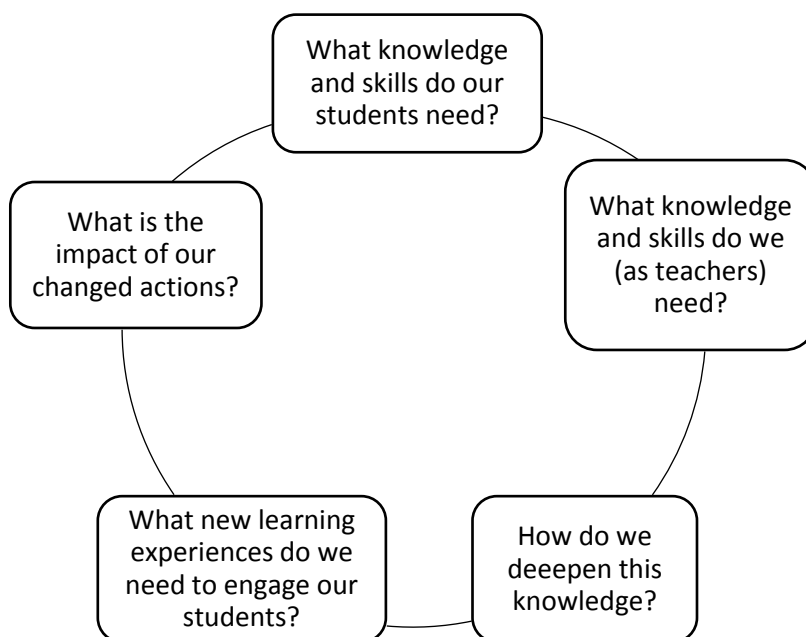 What knowledge
and skills do our
students need?
What knowledge
and skills do we
(as teachers)
need?
How do we
deeepen this
knowledge?
What new learning
experiences do we
need to engage our
students?
What is the
impact of our
changed actions?